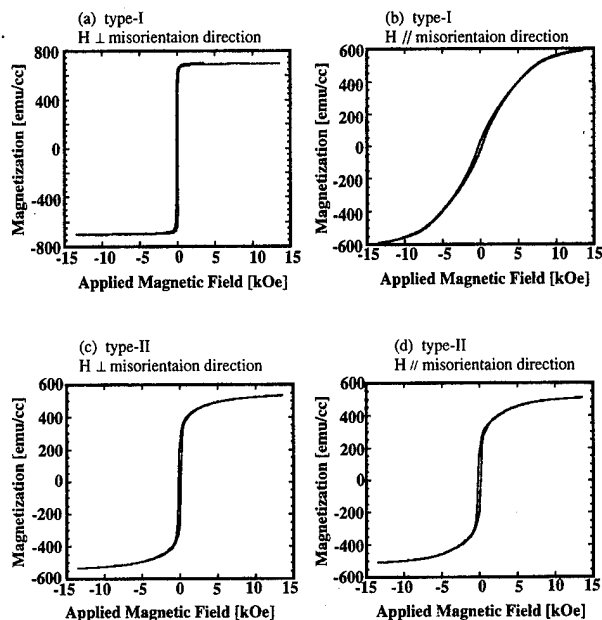 (a) type-I
H ⊥ misorientaion direction
Magnetization [emu/cc]
800
400
0
-400
-800
-15 -10 -5 0 5 10 15
Applied Magnetic Field [kOe]
(b) type-I
H // misorientaion direction
Magnetization [emu/cc]
600
400
200
0
-200
-400
-600
-15 -10 -5 0 5 10 15
Applied Magnetic Field [kOe]
(c) type-II
H ⊥ misorientaion direction
Magnetization [emu/cc]
600
400
200
0
-200
-400
-600
-15 -10 -5 0 5 10 15
Applied Magnetic Field [kOe]
(d) type-II
H // misorientaion direction
Magnetization [emu/cc]
600
400
200
0
-200
-400
-600
-15 -10 -5 0 5 10 15
Applied Magnetic Field [kOe]